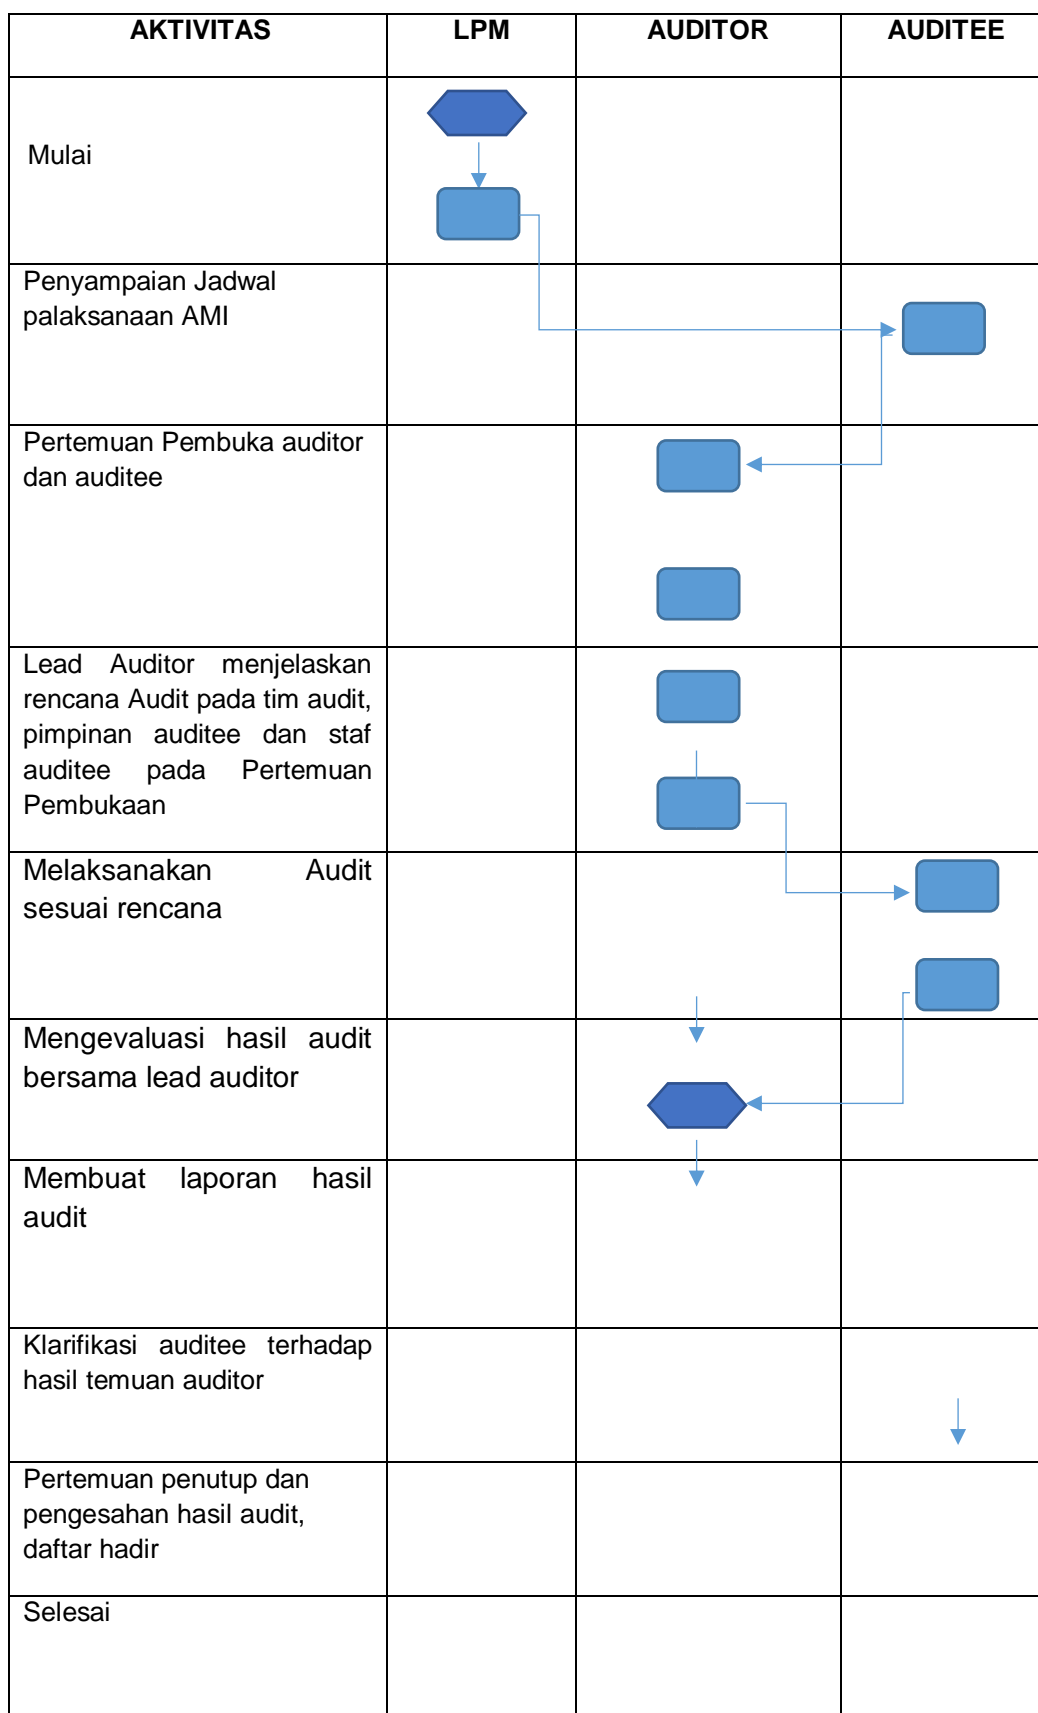 AKTIVITAS LPM AUDITOR AUDITEE
Mulai
Penyampaian Jadwal
palaksanaan AMI
Pertemuan Pembuka auditor
dan auditee
Lead Auditor menjelaskan
rencana Audit pada tim audit,
pimpinan auditee dan staf
auditee pada Pertemuan
Pembukaan
Melaksanakan Audit
sesuai rencana
Mengevaluasi hasil audit
bersama lead auditor
Membuat laporan hasil
audit
Klarifikasi auditee terhadap
hasil temuan auditor
Pertemuan penutup dan
pengesahan hasil audit,
daftar hadir
Selesai